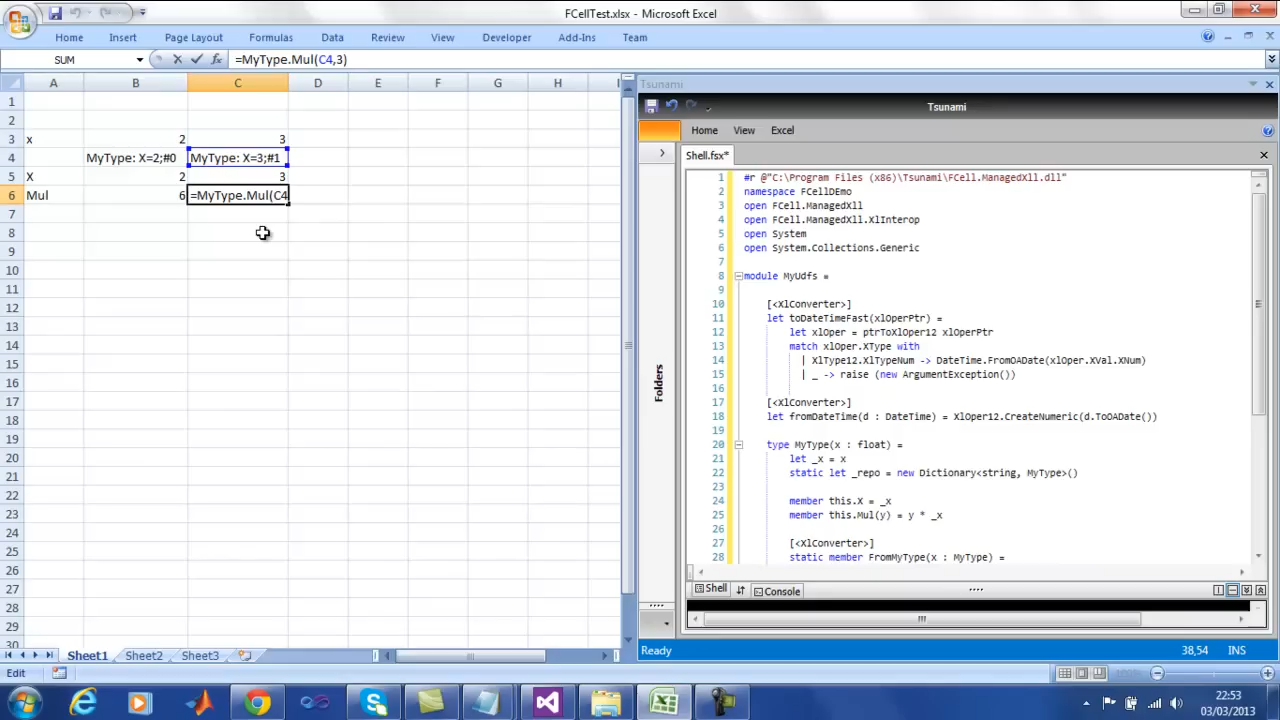 FCellTest.xlsx - Microsoft Excel
Home Insert Page Layout Formulas Data Review View Developer Add-Ins Team
SUM =MyType.Mul(C4,3)
A B C D E F G H I
1
2
3 x 2 3
4 MyType: X=2;#0 MyType: X=3;#1
5 X 2 3
6 Mul 6 =MyType.Mul(C4
7
8
9
10
11
12
13
14
15
16
17
18
19
20
21
22
23
24
25
26
27
28
29
30
Sheet1 Sheet2 Sheet3
Edit
Tsunami
Tsunami
Home View Excel
Folders
Shell.fsx*
1 #r @"C:\Program Files (x86)\Tsunami\FCell.ManagedXll.dll"
2 namespace FCellDEmo
3 open FCell.ManagedXll
4 open FCell.ManagedXll.XlInterop
5 open System
6 open System.Collections.Generic
7
8 module MyUdfs =
9
10 [<XlConverter>]
11 let toDateTimeFast(xlOperPtr) =
12 let xlOper = ptrToXlOper12 xlOperPtr
13 match xlOper.XType with
14 | XlType12.XlTypeNum -> DateTime.FromOADate(xlOper.XVal.XNum)
15 | _ -> raise (new ArgumentException())
16
17 [<XlConverter>]
18 let fromDateTime(d : DateTime) = XlOper12.CreateNumeric(d.ToOADate())
19
20 type MyType(x : float) =
21 let _x = x
22 static let _repo = new Dictionary<string, MyType>()
23
24 member this.X = _x
25 member this.Mul(y) = y * _x
26
27 [<XlConverter>]
28 static member FromMyType(x : MyType) =
Shell Console
Ready 38,54 INS
22:53
03/03/2013